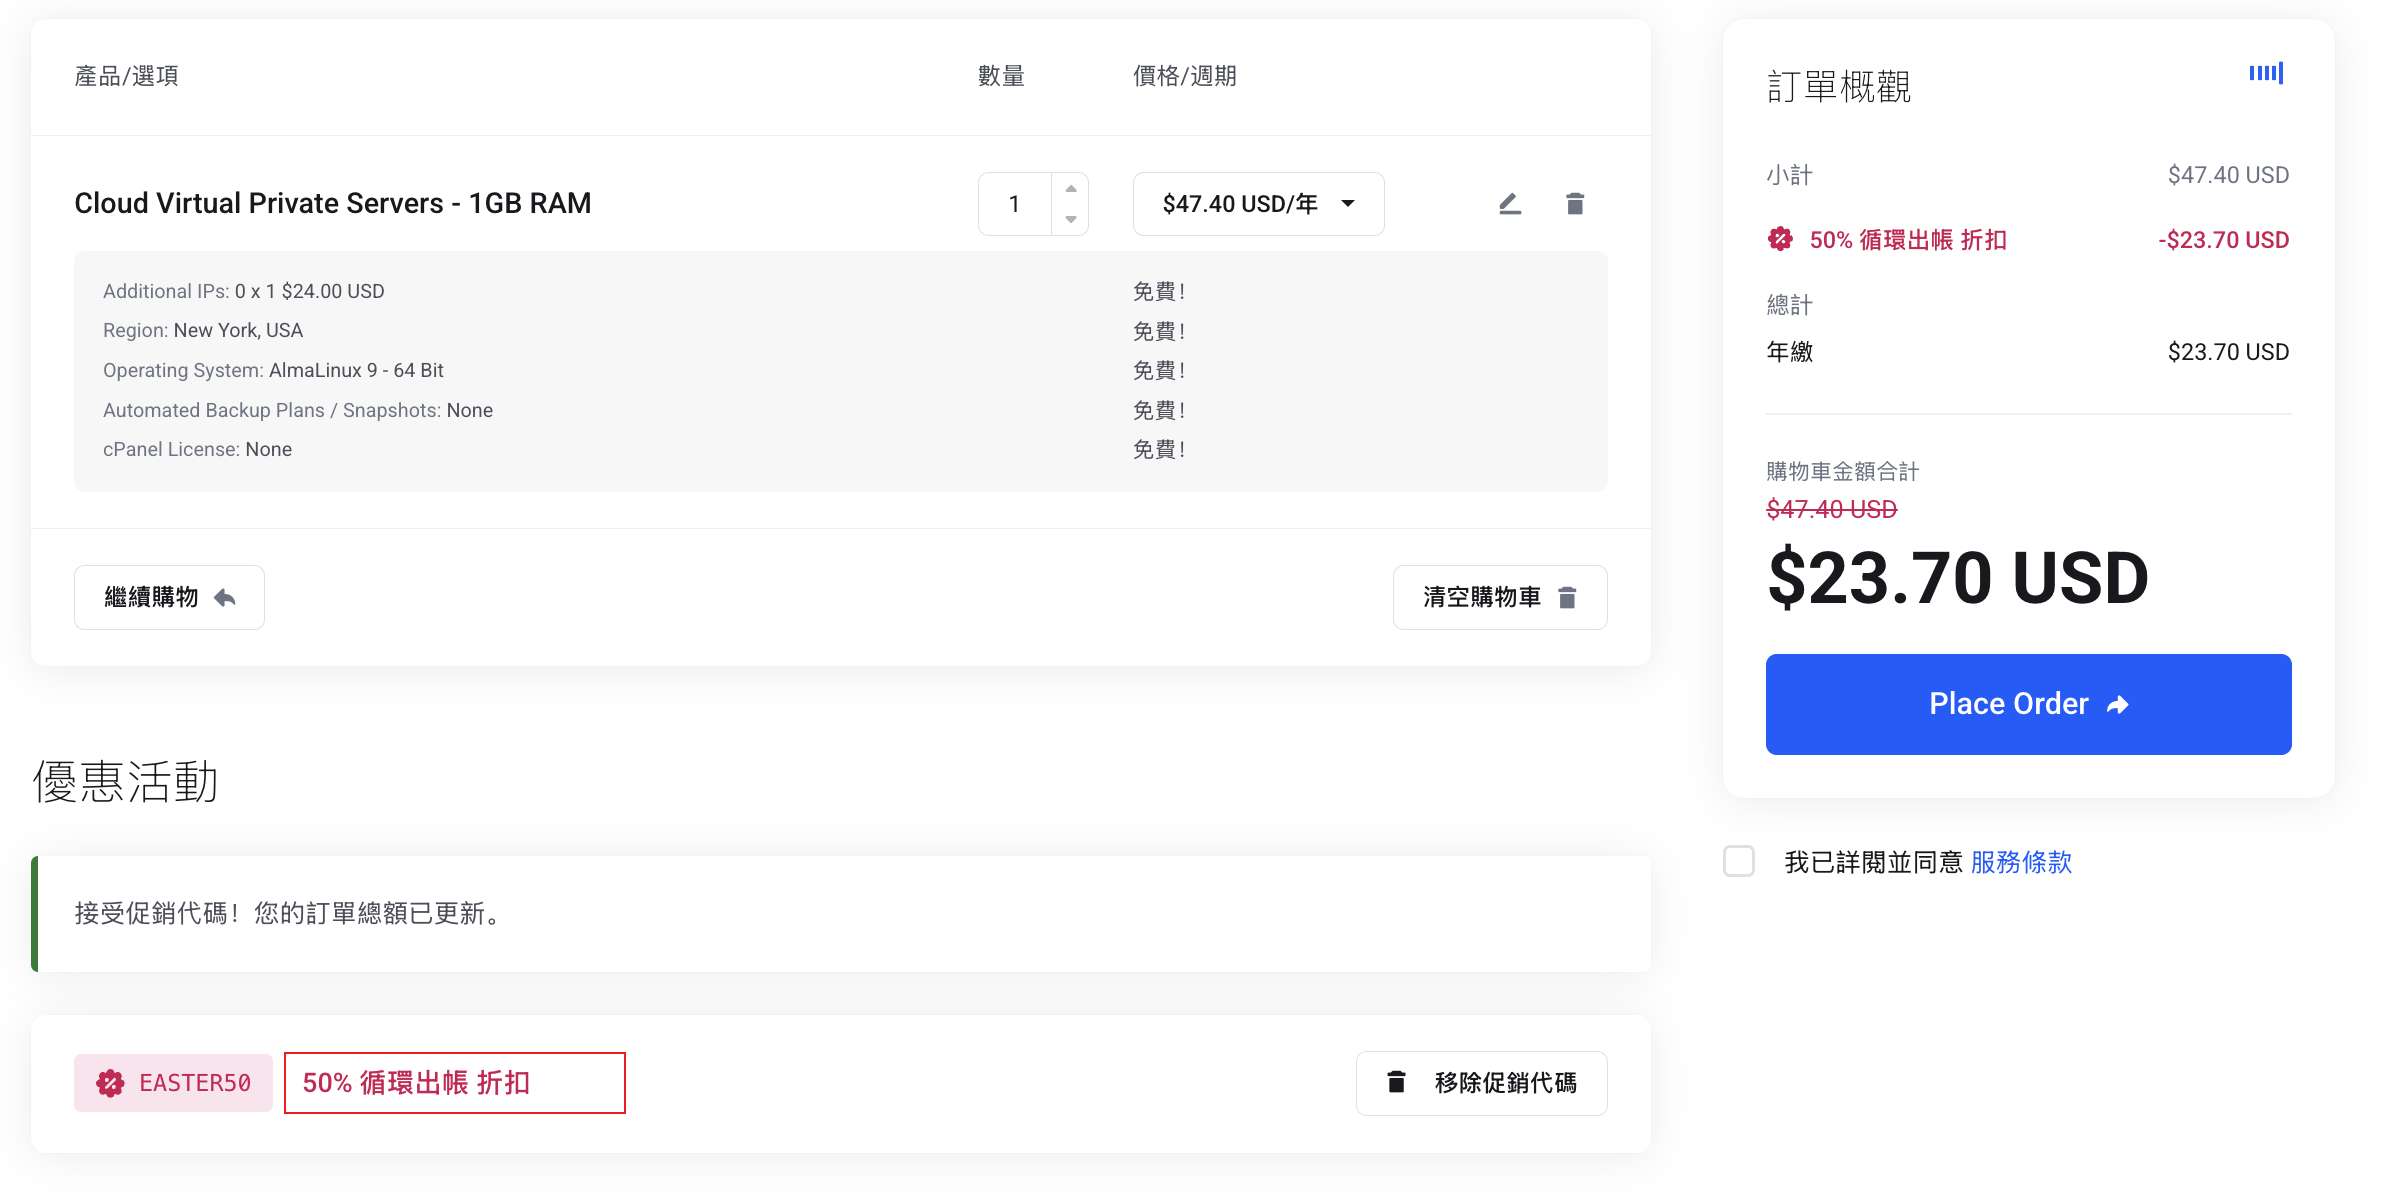 產品/選項
數量
價格/週期
Cloud Virtual Private Servers - 1GB RAM
1
$47.40 USD/年
Additional IPs: 0 x 1 $24.00 USD
免費！
Region: New York, USA
免費！
Operating System: AlmaLinux 9 - 64 Bit
免費！
Automated Backup Plans / Snapshots: None
免費！
cPanel License: None
免費！
繼續購物
清空購物車
優惠活動
接受促銷代碼！您的訂單總額已更新。
EASTER50
50% 循環出帳 折扣
移除促銷代碼
訂單概觀
小計
$47.40 USD
50% 循環出帳 折扣
-$23.70 USD
總計
年繳
$23.70 USD
購物車金額合計
$47.40 USD
$23.70 USD
Place Order
我已詳閱並同意 服務條款